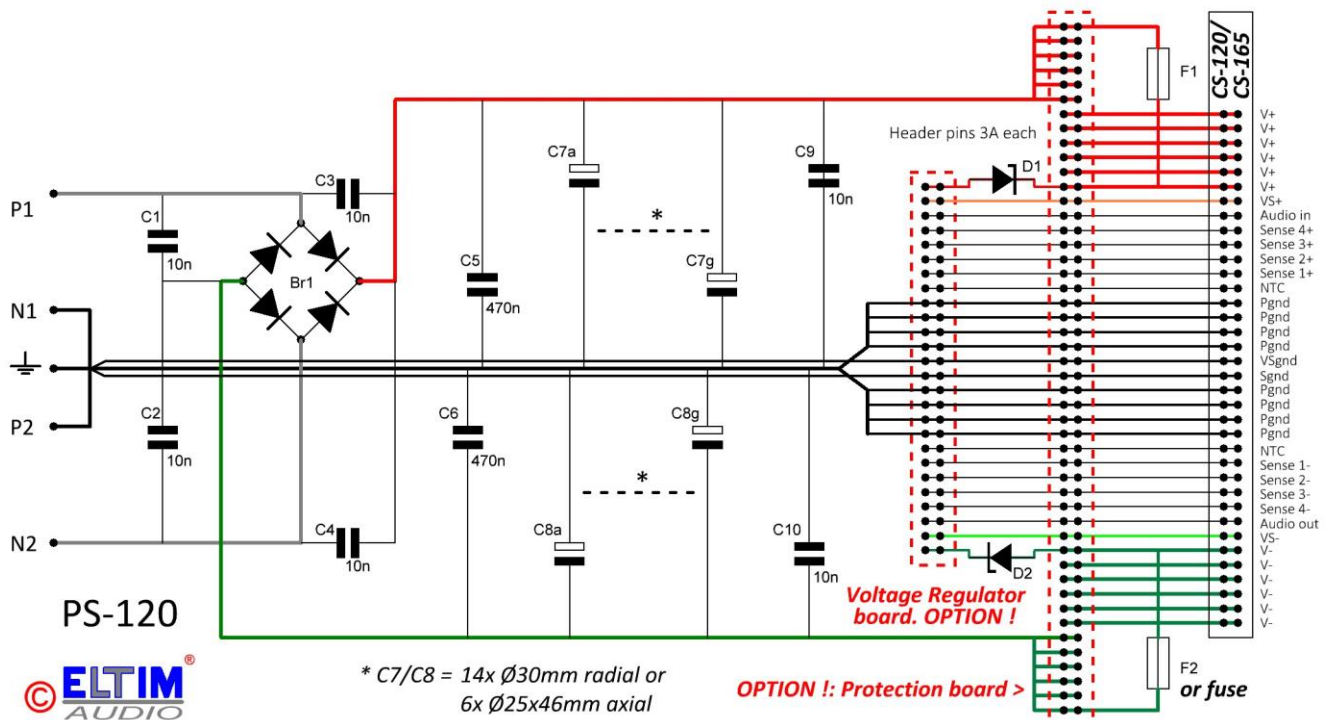 CS-120/
CS-165
F1
V+
V+
Header pins 3A each
V+
V+
V+
D1
V+
VS+
Audio in
Sense 4+
Sense 3+
Sense 2+
Sense 1+
NTC
Pgnd
Pgnd
Pgnd
Pgnd
VSgnd
Sgnd
Pgnd
Pgnd
Pgnd
Pgnd
NTC
Sense 1-
Sense 2-
Sense 3-
Sense 4-
Audio out
VS-
V-
V-
V-
V-
V-
V-
C7a
C9
10n
C3
10n
P1
C1
10n
*
Br1
C5
470n
C7g
N1
P2
C2
10n
C6
470n
C8g
*
N2
C4
10n
C8a
C10
10n
D2
Voltage Regulator
board. OPTION !
PS-120
* C7/C8 = 14x Ø30mm radial or
6x Ø25x46mm axial
OPTION !: Protection board >
F2
or fuse
© ELTIM ®
AUDIO